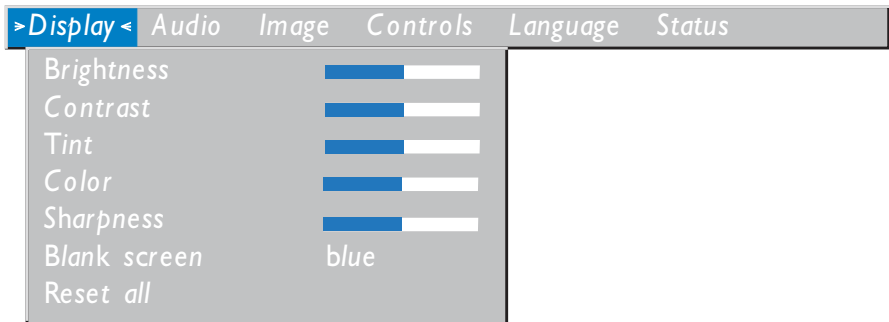 >Display< Audio Image Controls Language Status
Brightness
Contrast
Tint
Color
Sharpness
Blank screen blue
Reset all